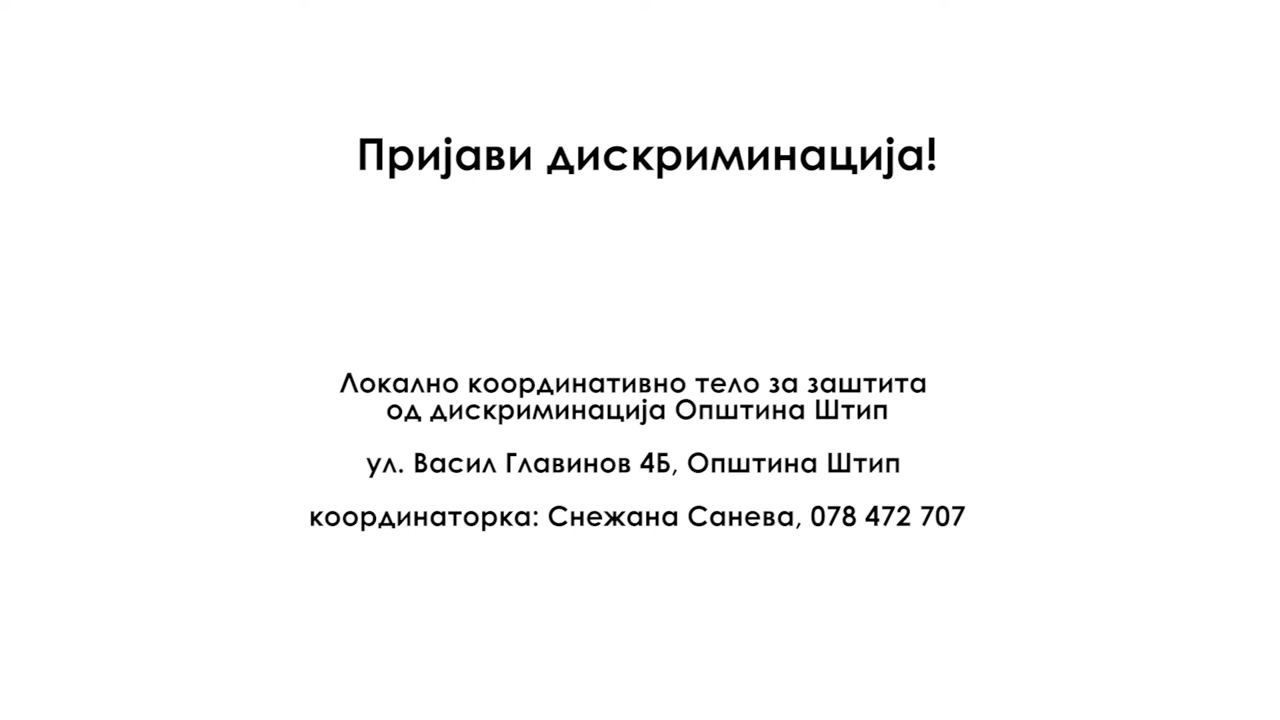 Пријави дискриминација!
Локално координативно тело за заштита
од дискриминација Општина Штип
ул. Васил Главинов 4Б, Општина Штип
координаторка: Снежана Санева, 078 472 707